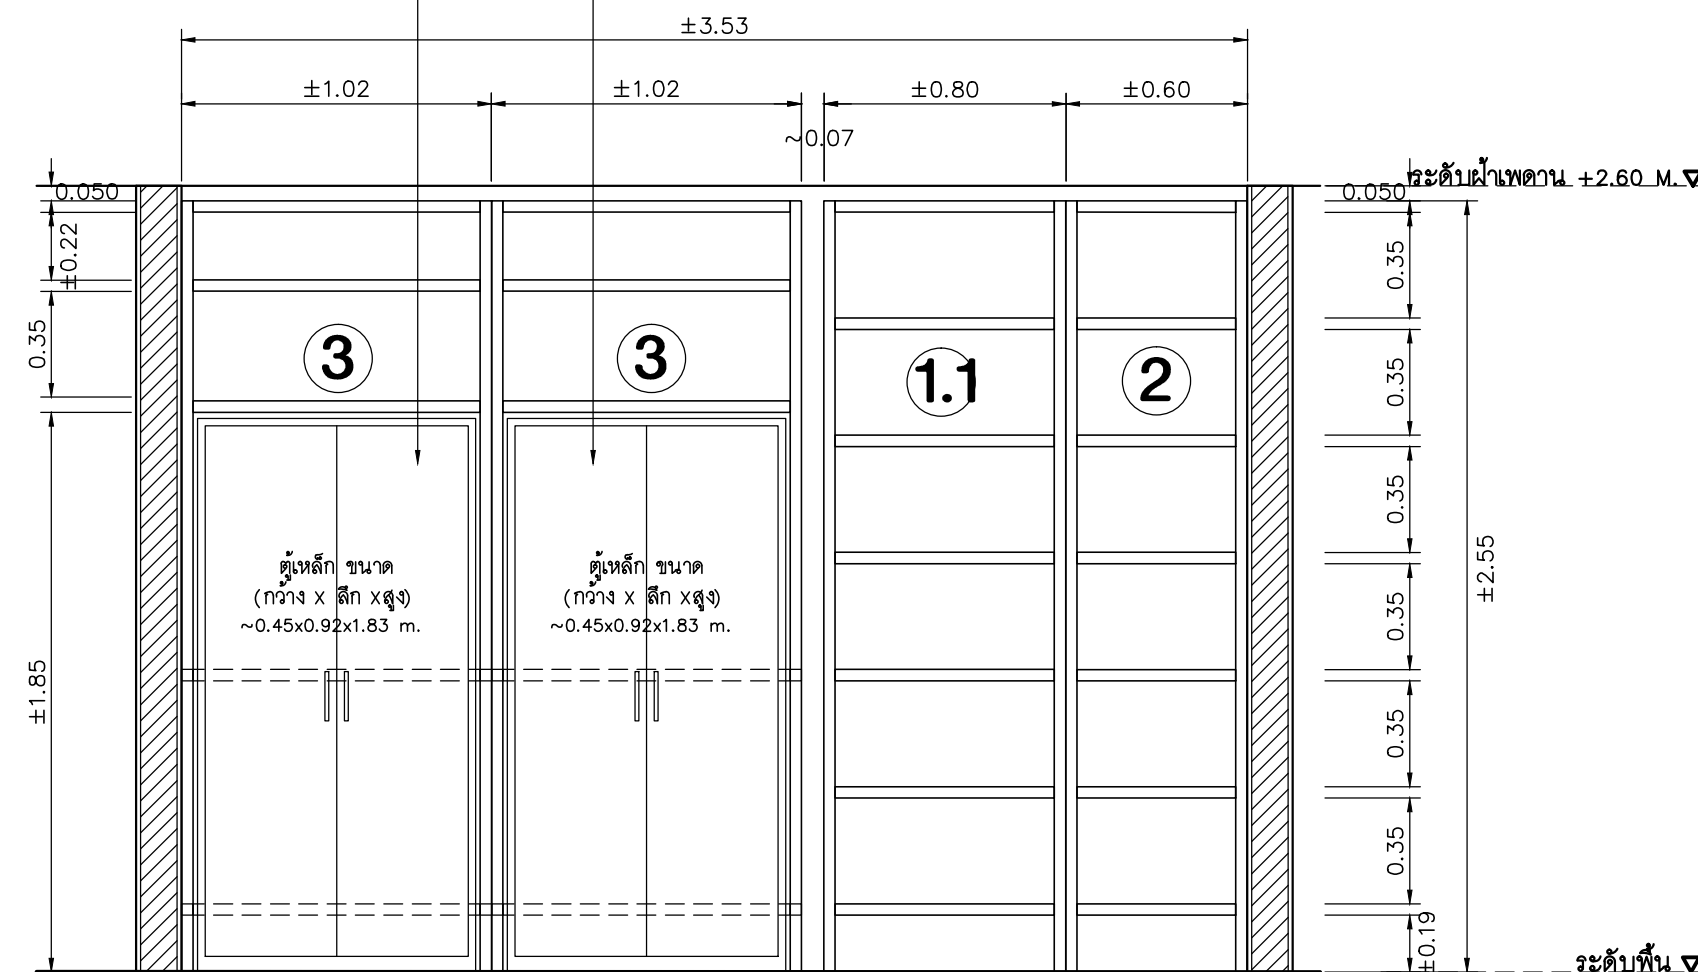 ±3.53
±1.02
±1.02
±0.80
±0.60
~0.07
ระดับฝ้าเพดาน +2.60 M.
0.050
0.050
±0.22
0.35
0.35
0.35
3
3
1.1
2
0.35
0.35
±2.55
ตู้เหล็ก ขนาด
(กว้าง x ลึก xสูง)
~0.45x0.92x1.83 m.
ตู้เหล็ก ขนาด
(กว้าง x ลึก xสูง)
~0.45x0.92x1.83 m.
±1.85
0.35
0.35
±0.19
ระดับพื้น